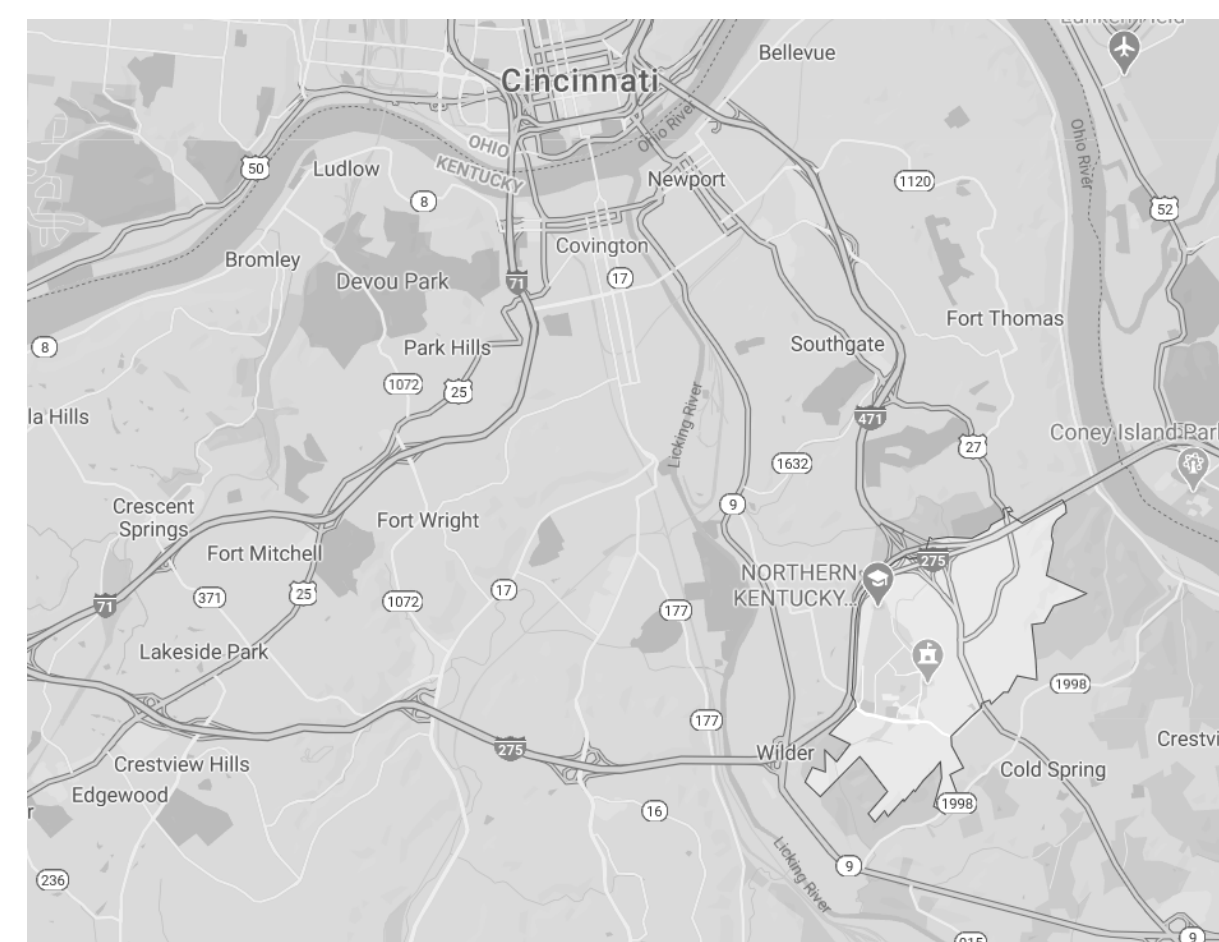 Bellevue
Cincinnati
Ohio River
OHIO
KENTUCKY
Ohio River
50
Ludlow
8
Newport
1120
52
Covington
Bromley
Devou Park
71
17
8
Park Hills
Southgate
Fort Thomas
1072
25
la Hills
471
Licking River
Coney Island Par
27
1632
Crescent
Springs
9
Fort Wright
Fort Mitchell
275
NORTHERN
KENTUCKY...
371
25
1072
17
71
177
Lakeside Park
1998
177
Crestvi
275
Wilder
Crestview Hills
Cold Spring
Edgewood
1998
16
Licking River
9
236
9